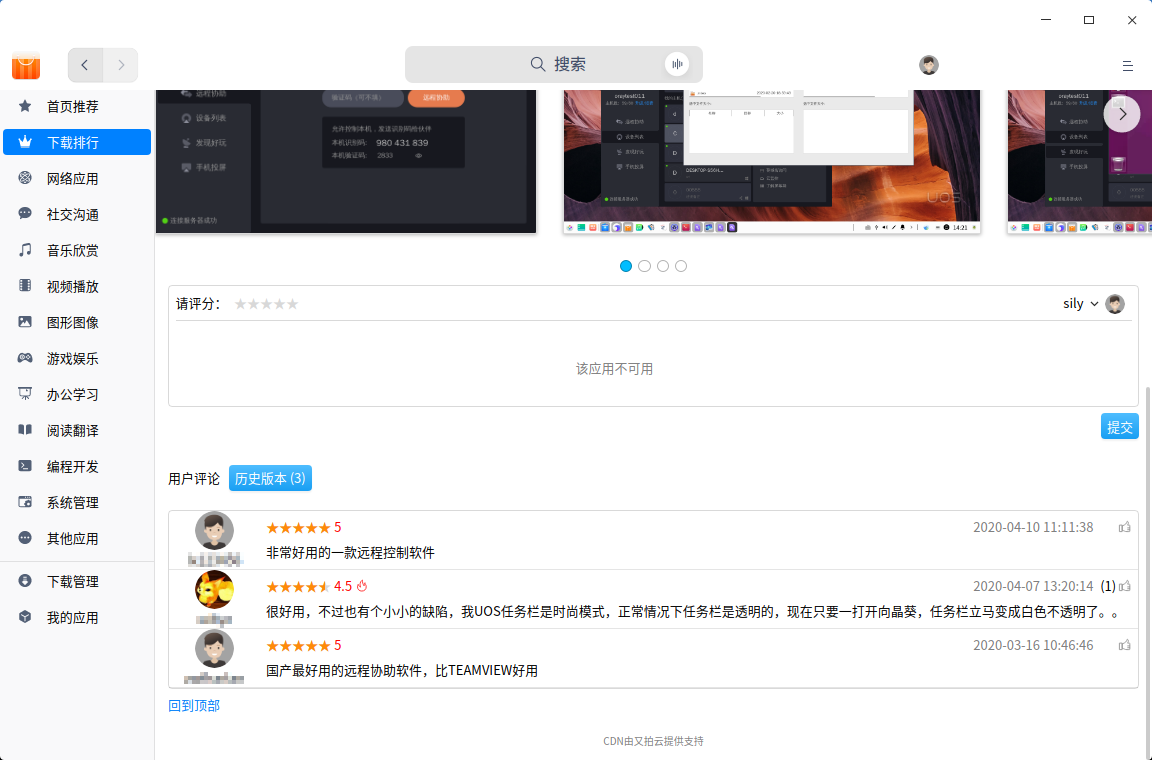 搜索
首页推荐
下载排行
网络应用
社交沟通
音乐欣赏
视频播放
图形图像
游戏娱乐
办公学习
阅读翻译
编程开发
系统管理
其他应用
下载管理
我的应用
远程协助
设备列表
发现好玩
手机投屏
连接服务器成功
验证码（可不填）
远程协助
允许控制本机，发送识别码给伙伴
本机识别码: 980 431 839
本机验证码: 2833
UOS
14:21
请评分：
sily
该应用不可用
提交
用户评论
历史版本 (3)
5
2020-04-10 11:11:38
非常好用的一款远程控制软件
4.5
2020-04-07 13:20:14 (1)
很好用，不过也有个小小的缺陷，我UOS任务栏是时尚模式，正常情况下任务栏是透明的，现在只要一打开向晶葵，任务栏立马变成白色不透明了。。
5
2020-03-16 10:46:46
国产最好用的远程协助软件，比TEAMVIEW好用
回到顶部
CDN由又拍云提供支持